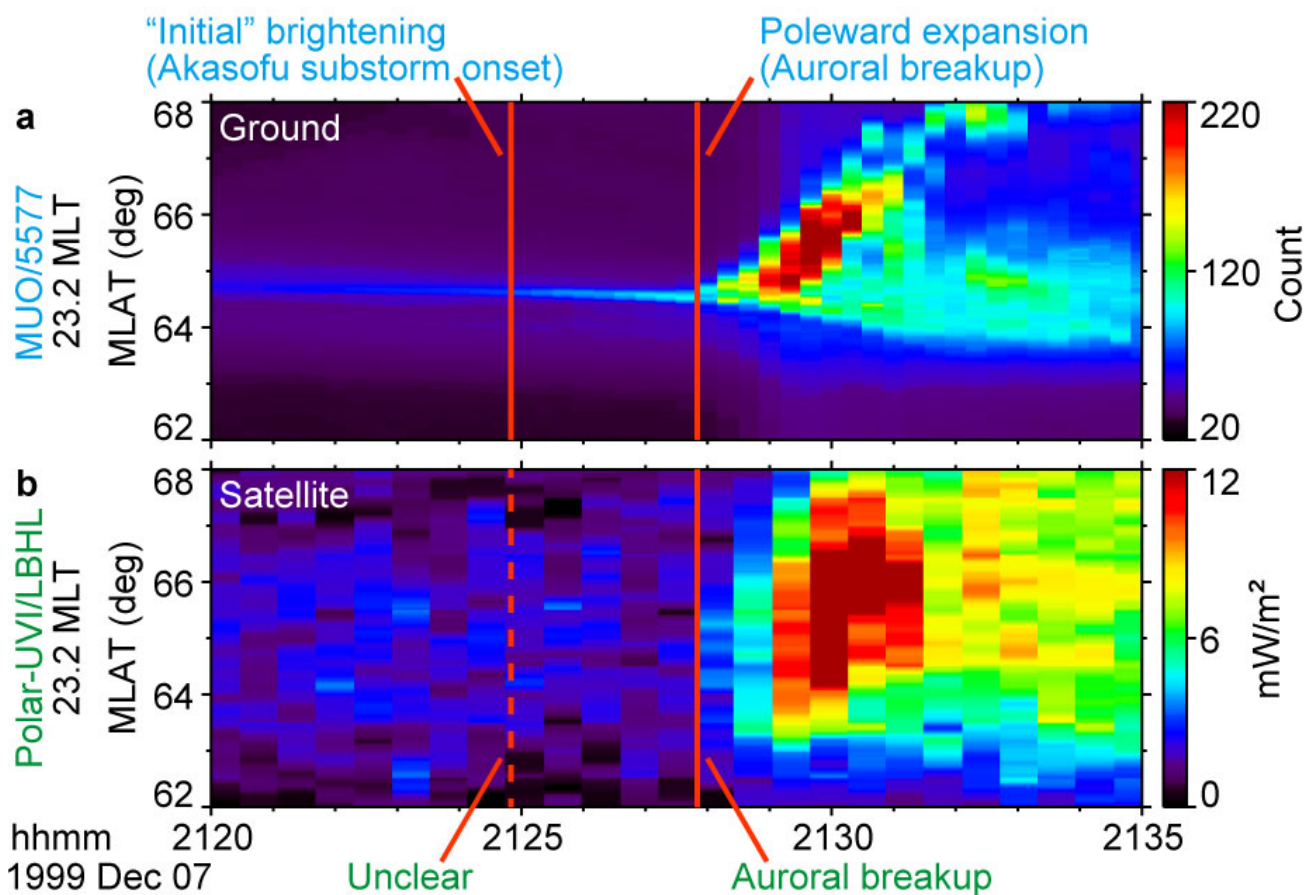 “Initial” brightening
(Akasofu substorm onset)
Poleward expansion
(Auroral breakup)
a
Ground
MUO/5577
23.2 MLT
MLAT (deg)
68
66
64
62
220
120
20
Count
b
Satellite
Polar-UVI/LBHL
23.2 MLT
MLAT (deg)
68
66
64
62
12
6
0
mW/m²
hhmm
2120
2125
2130
2135
1999 Dec 07
Unclear
Auroral breakup